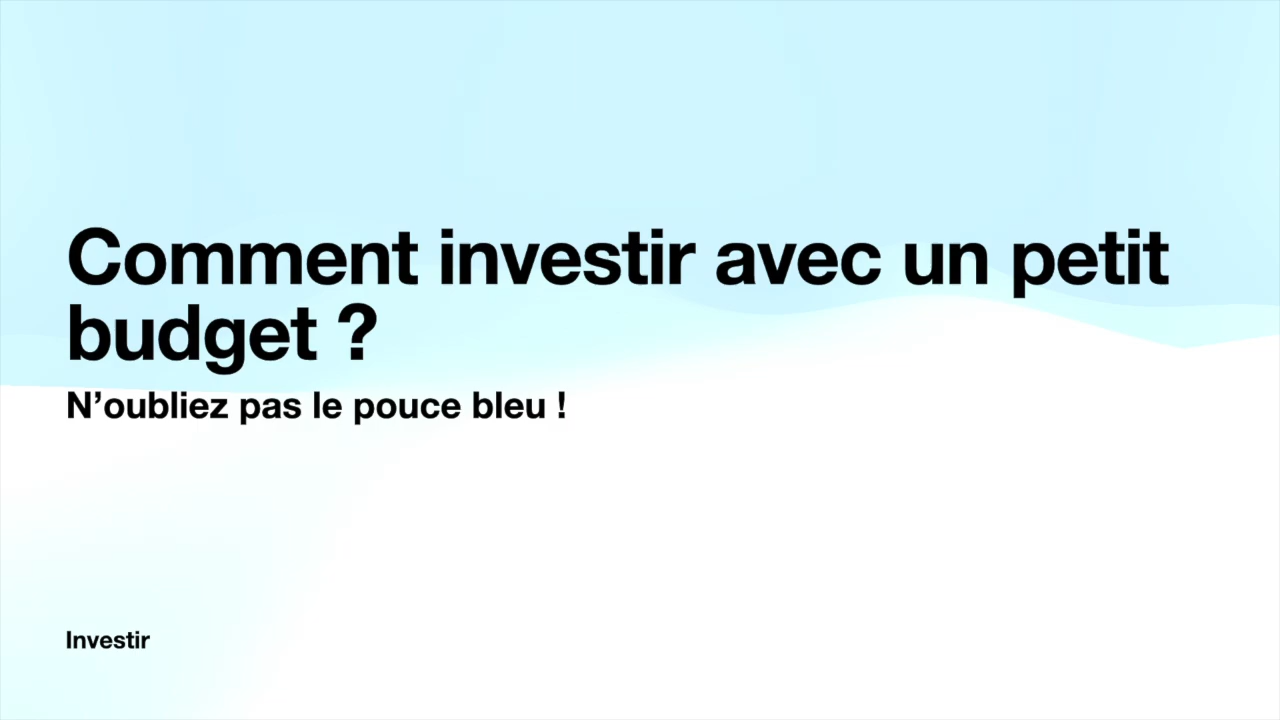 Comment investir avec un petit
budget ?
N’oubliez pas le pouce bleu !
Investir